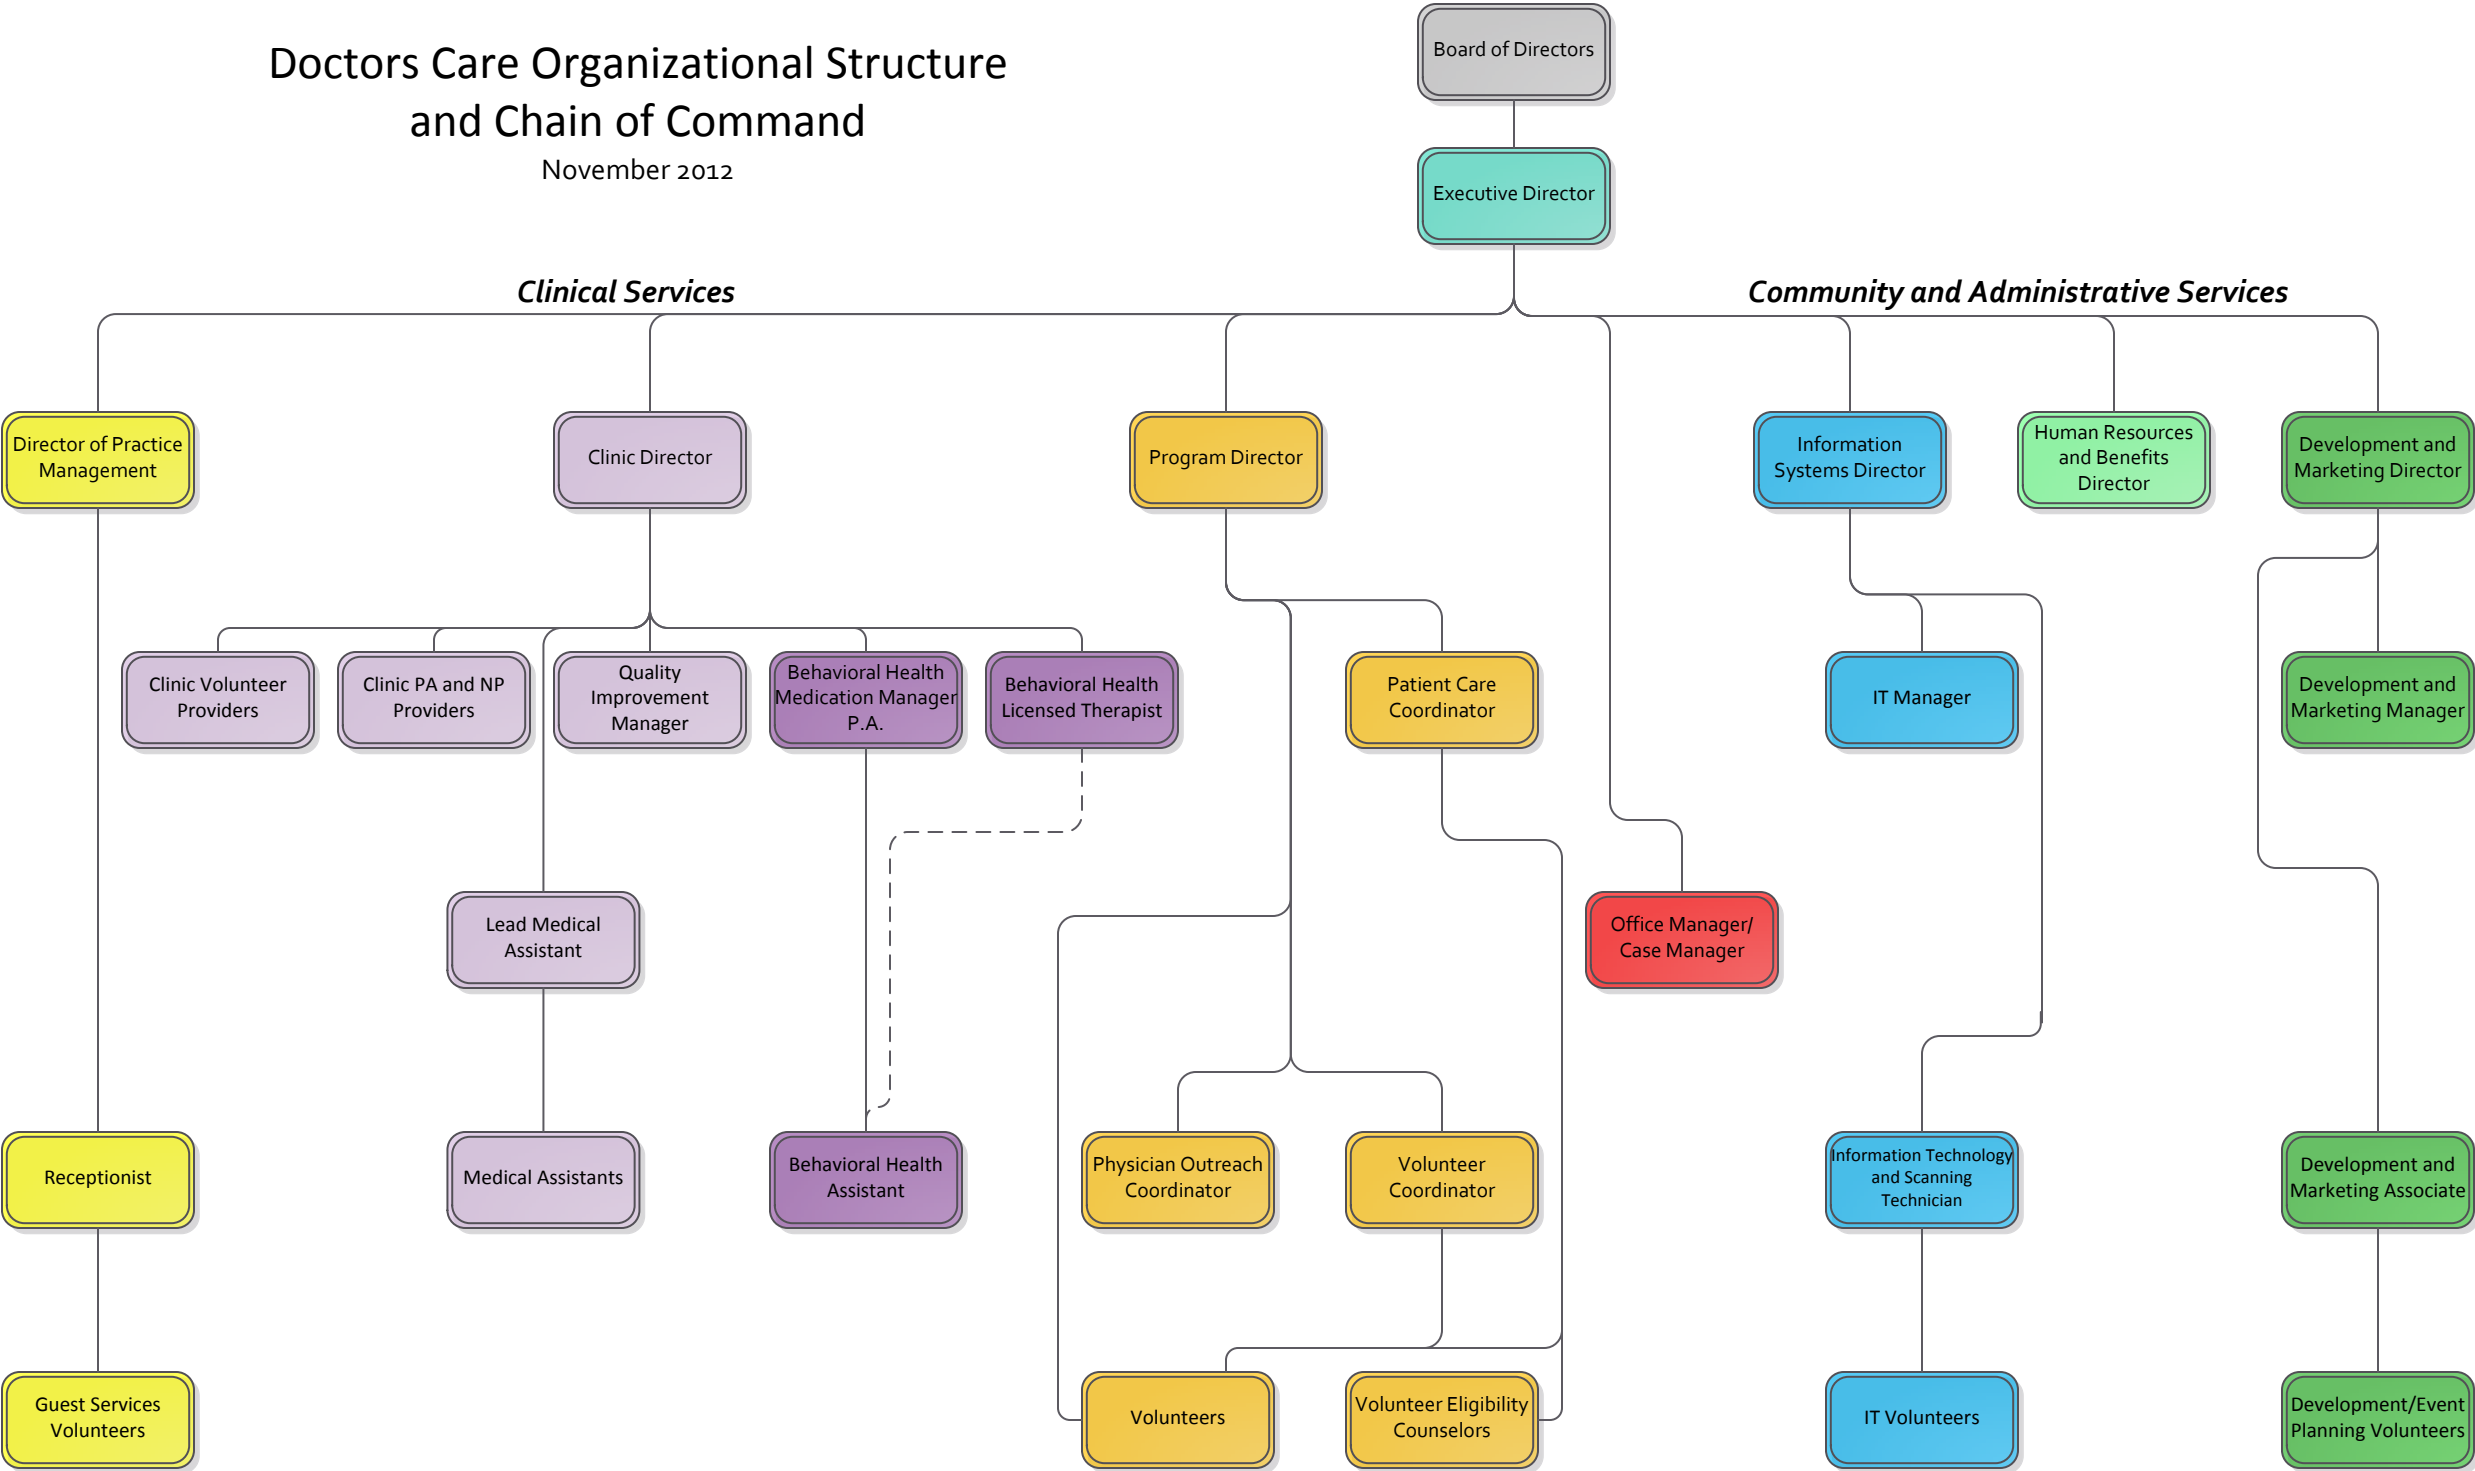 Doctors Care Organizational Structure
and Chain of Command
November 2012
Board of Directors
Executive Director
Clinical Services
Community and Administrative Services
Director of Practice
Management
Clinic Director
Program Director
Information
Systems Director
Human Resources
and Benefits
Director
Development and
Marketing Director
Clinic Volunteer
Providers
Clinic PA and NP
Providers
Quality
Improvement
Manager
Behavioral Health
Medication Manager
P.A.
Behavioral Health
Licensed Therapist
Patient Care
Coordinator
IT Manager
Development and
Marketing Manager
Lead Medical
Assistant
Office Manager/
Case Manager
Receptionist
Medical Assistants
Behavioral Health
Assistant
Physician Outreach
Coordinator
Volunteer
Coordinator
Information Technology
and Scanning
Technician
Development and
Marketing Associate
Guest Services
Volunteers
Volunteers
Volunteer Eligibility
Counselors
IT Volunteers
Development/Event
Planning Volunteers